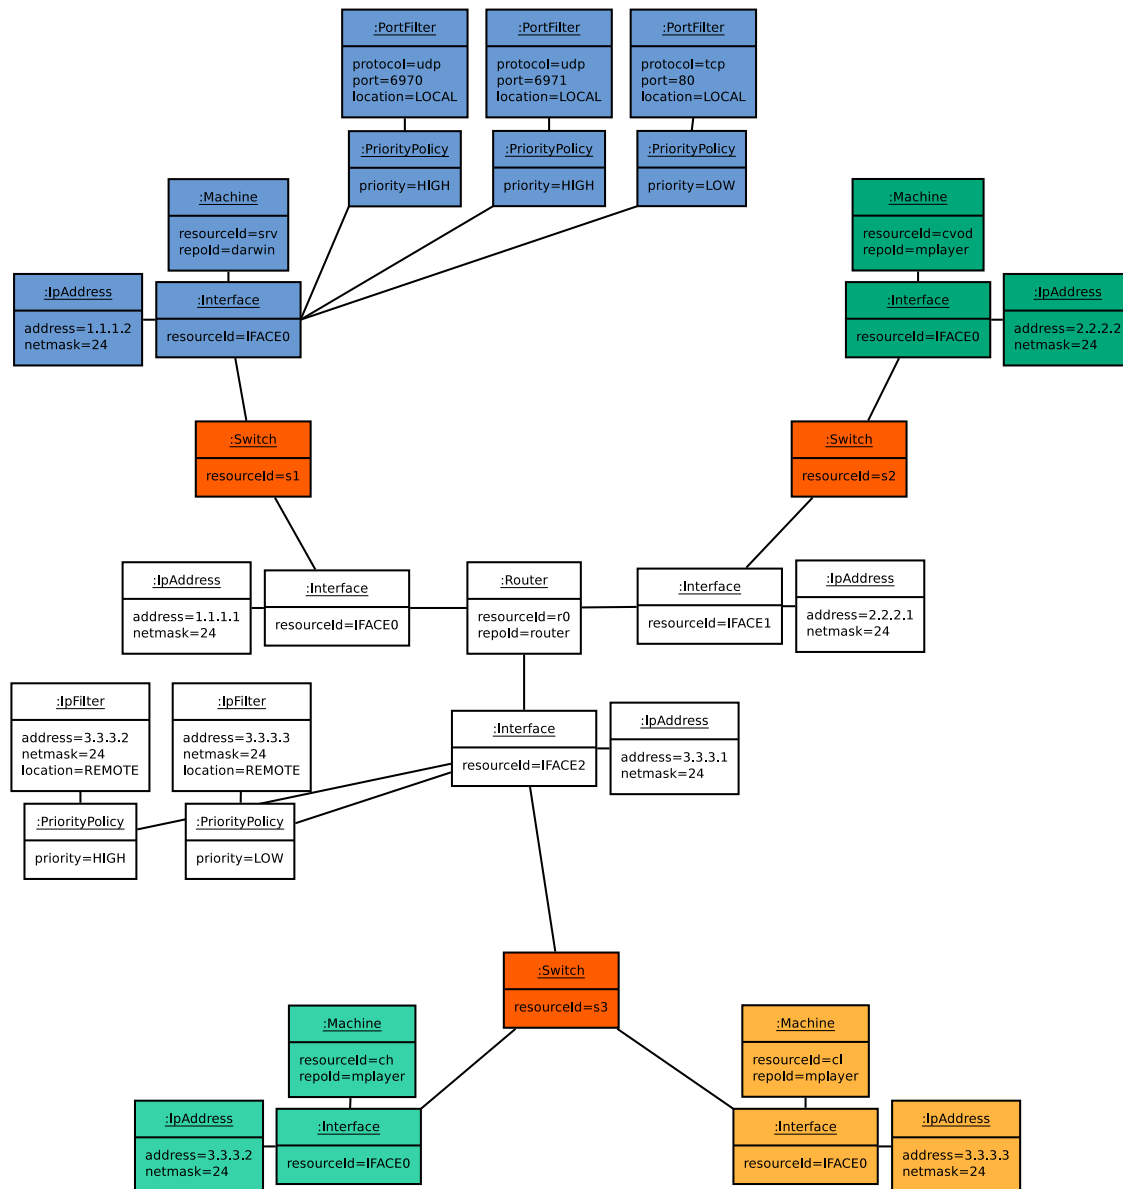 :PortFilter
protocol=udp
port=6970
location=LOCAL
:PortFilter
protocol=udp
port=6971
location=LOCAL
:PortFilter
protocol=tcp
port=80
location=LOCAL
:PriorityPolicy
priority=HIGH
:PriorityPolicy
priority=HIGH
:PriorityPolicy
priority=LOW
:Machine
resourceId=srv
repoId=darwin
:Machine
resourceId=cvod
repoId=mplayer
:IpAddress
address=1.1.1.2
netmask=24
:Interface
resourceId=IFACE0
:Interface
resourceId=IFACE0
:IpAddress
address=2.2.2.2
netmask=24
:Switch
resourceId=s1
:Switch
resourceId=s2
:IpAddress
address=1.1.1.1
netmask=24
:Interface
resourceId=IFACE0
:Router
resourceId=r0
repoId=router
:Interface
resourceId=IFACE1
:IpAddress
address=2.2.2.1
netmask=24
:IpFilter
address=3.3.3.2
netmask=24
location=REMOTE
:IpFilter
address=3.3.3.3
netmask=24
location=REMOTE
:Interface
resourceId=IFACE2
:IpAddress
address=3.3.3.1
netmask=24
:PriorityPolicy
priority=HIGH
:PriorityPolicy
priority=LOW
:Switch
resourceId=s3
:Machine
resourceId=ch
repoId=mplayer
:Machine
resourceId=cl
repoId=mplayer
:IpAddress
address=3.3.3.2
netmask=24
:Interface
resourceId=IFACE0
:Interface
resourceId=IFACE0
:IpAddress
address=3.3.3.3
netmask=24